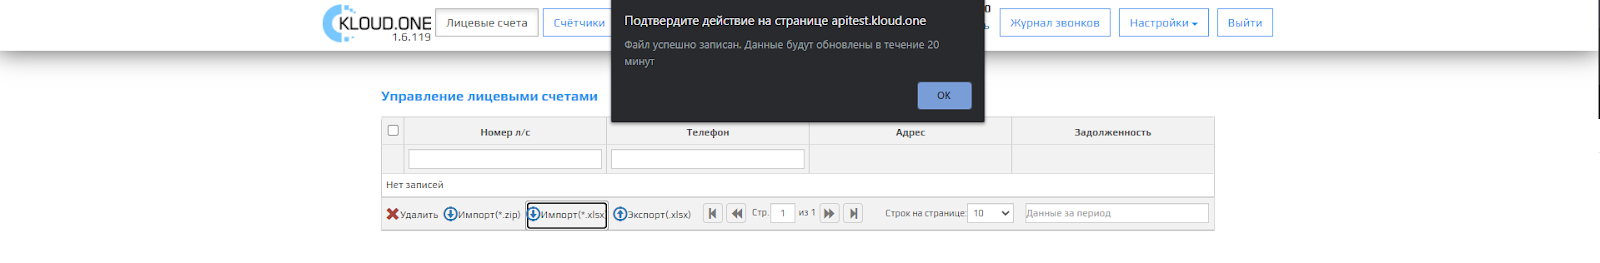 KLOUD.ONE
1.6.119
Лицевые счета
Счётчики
Журнал звонков
Настройки
Выйти
Подтвердите действие на странице apitest.kloud.one
Файл успешно записан. Данные будут обновлены в течение 20
минут
OK
Управление лицевыми счетами
Номер л/с Телефон Адрес Задолженность
Нет записей
Удалить Импорт(*.zip) Импорт(*.xlsx Экспорт(.xlsx) Стр. 1 из 1 Строк на странице: 10 Данные за период